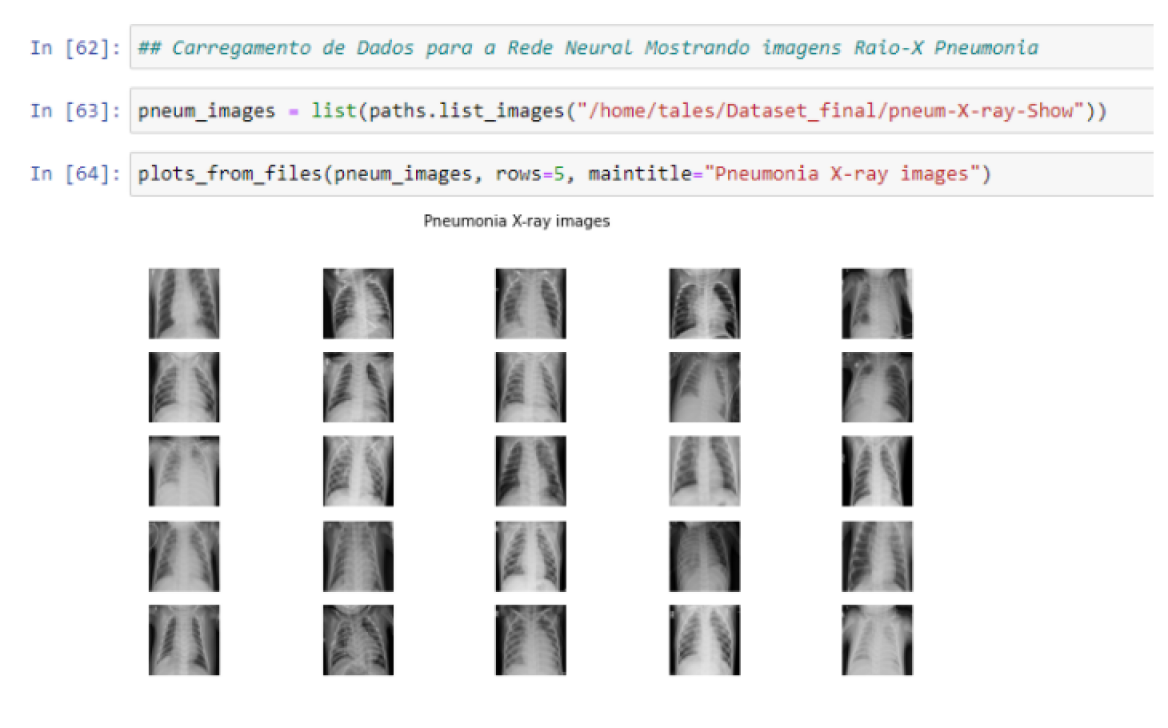 In [62]: ## Carregamento de Dados para a Rede Neural Mostrando imagens Raio-X Pneumonia
In [63]: pneum_images = list(paths.list_images("/home/tales/Dataset_final/pneum-X-ray-Show"))
In [64]: plots_from_files(pneum_images, rows=5, maintitle="Pneumonia X-ray images")
Pneumonia X-ray images